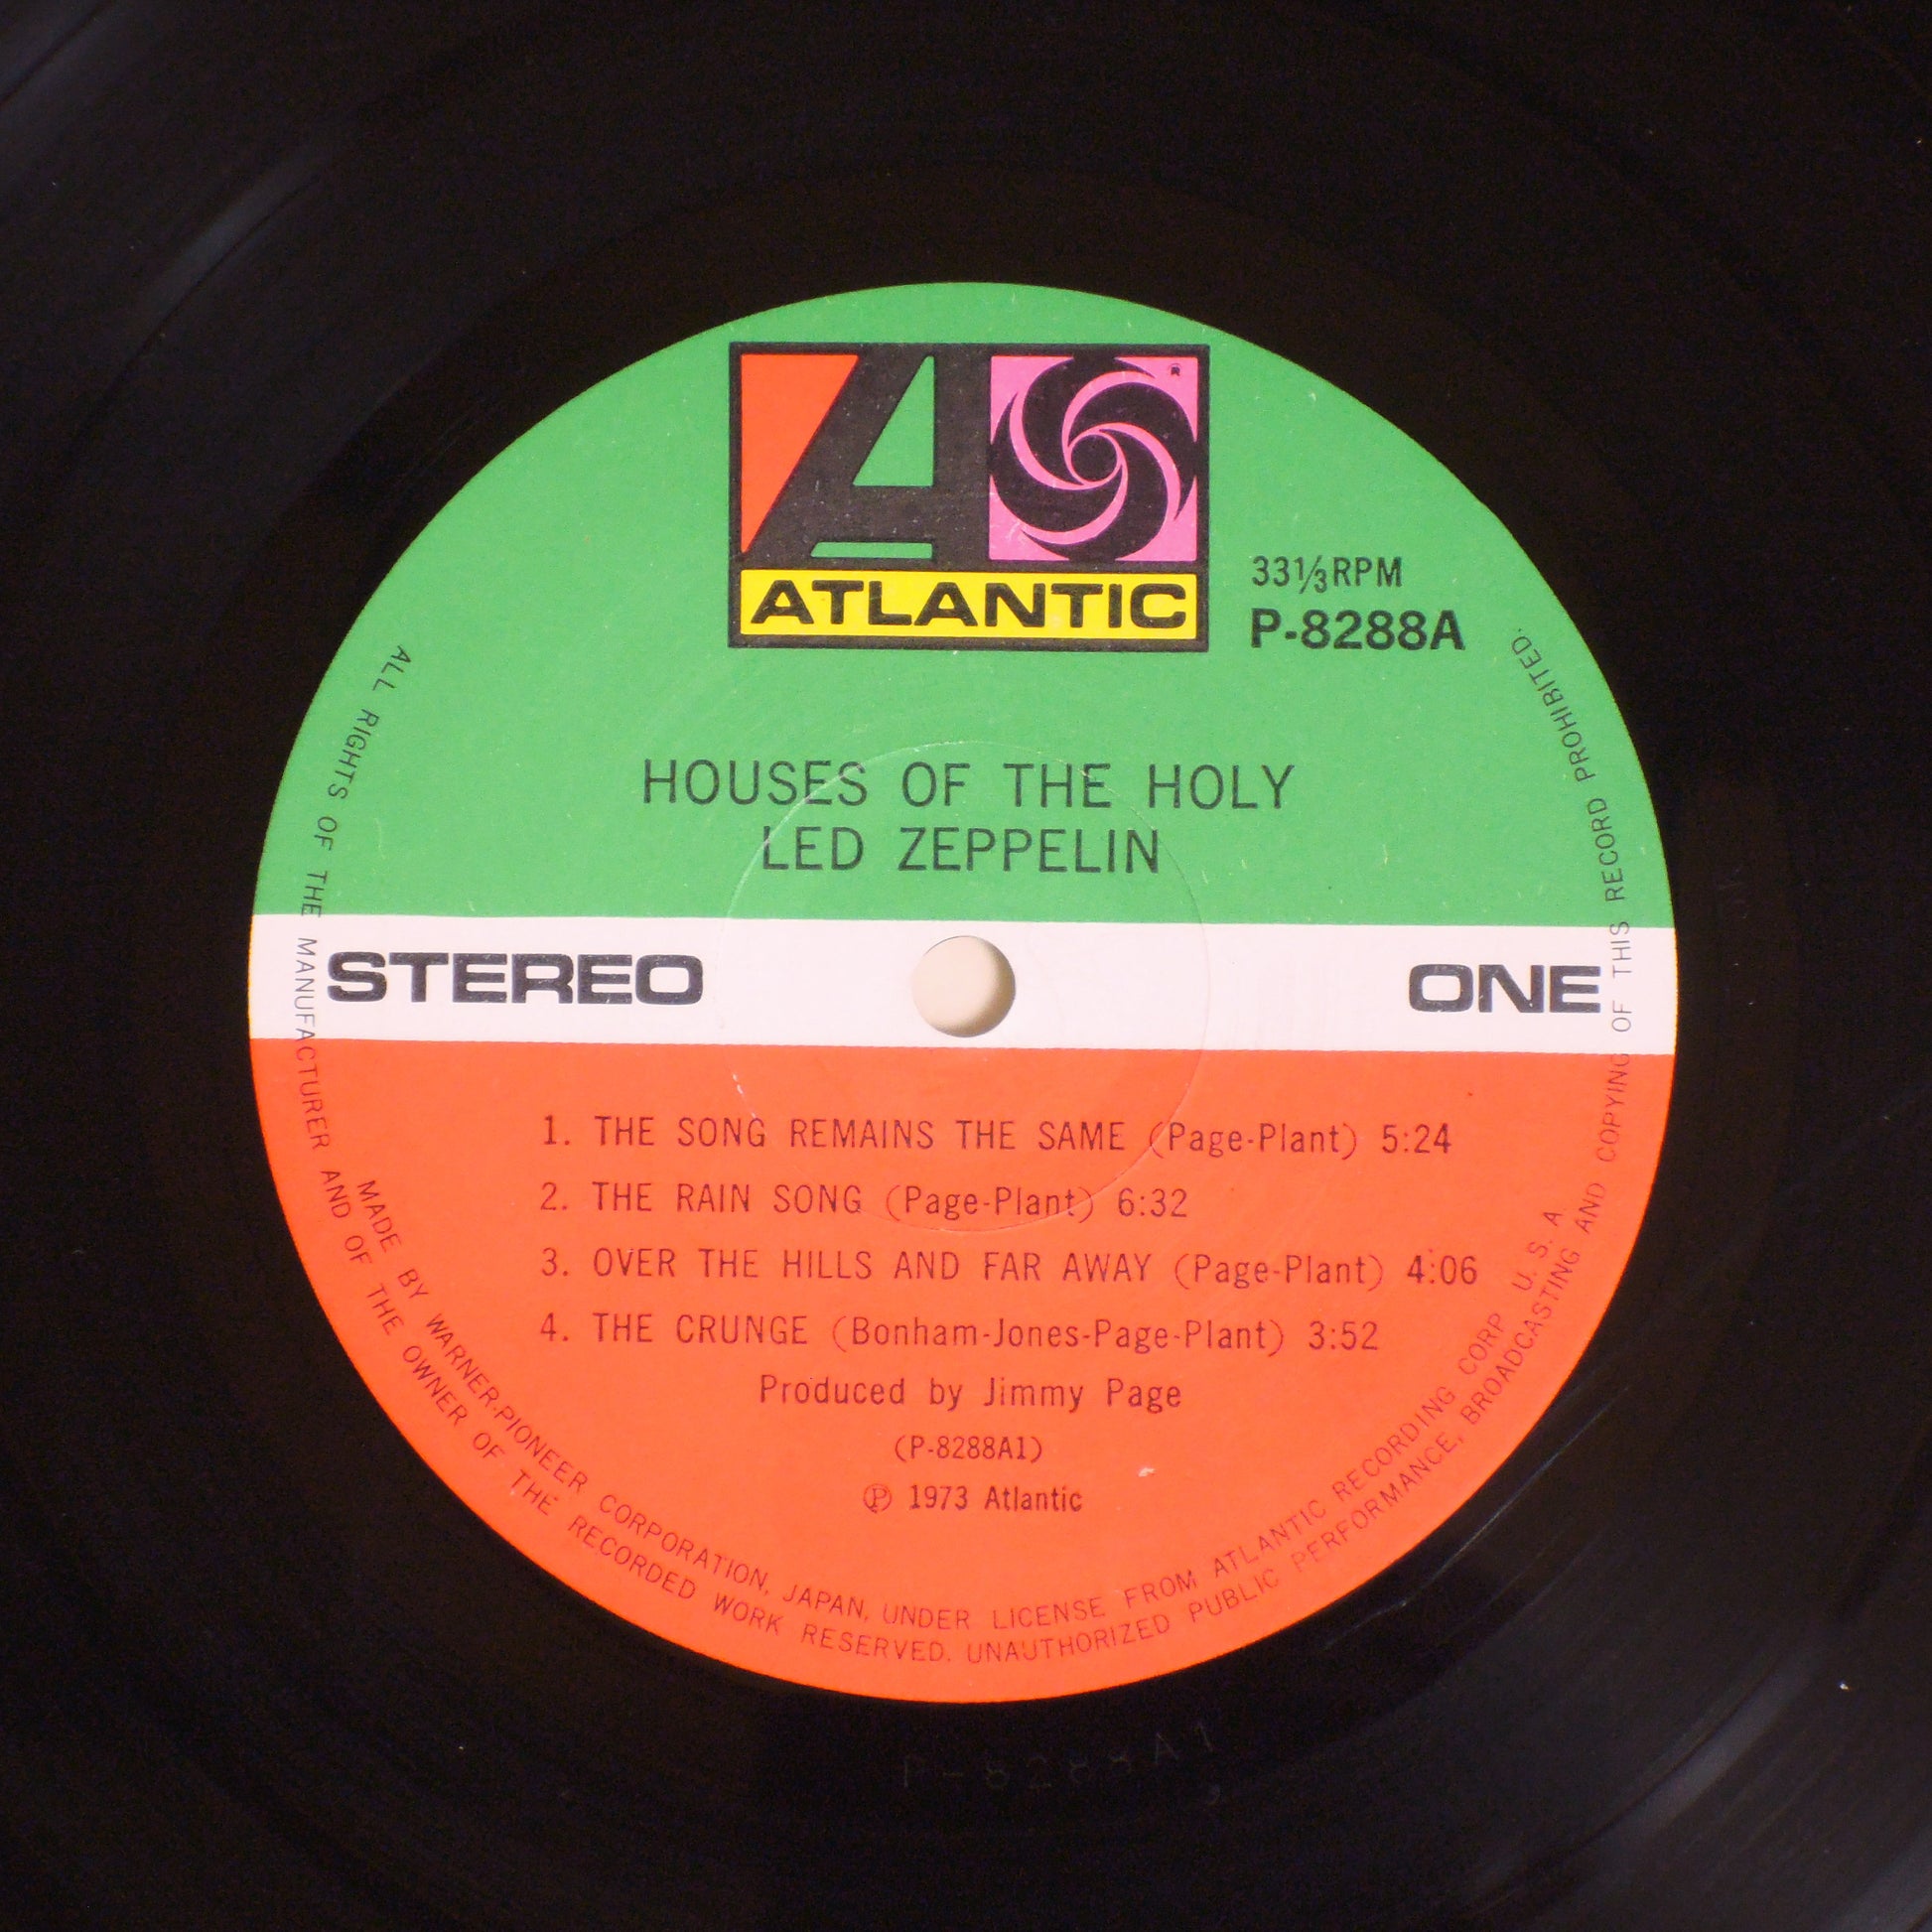 ATLANTIC
®
33⅓RPM
P-8288A
HOUSES OF THE HOLY
LED ZEPPELIN
STEREO
ONE
1. THE SONG REMAINS THE SAME (Page-Plant) 5:24
2. THE RAIN SONG (Page-Plant) 6:32
3. OVER THE HILLS AND FAR AWAY (Page-Plant) 4:06
4. THE CRUNGE (Bonham-Jones-Page-Plant) 3:52
Produced by Jimmy Page
(P-8288A1)
℗ 1973 Atlantic
MADE BY WARNER-PIONEER CORPORATION, JAPAN, UNDER LICENSE FROM ATLANTIC RECORDING CORP U. S. A
ALL RIGHTS OF THE MANUFACTURER AND OF THE OWNER OF THE RECORDED WORK RESERVED. UNAUTHORIZED PUBLIC PERFORMANCE, BROADCASTING AND COPYING OF THIS RECORD PROHIBITED.
P-8288A1